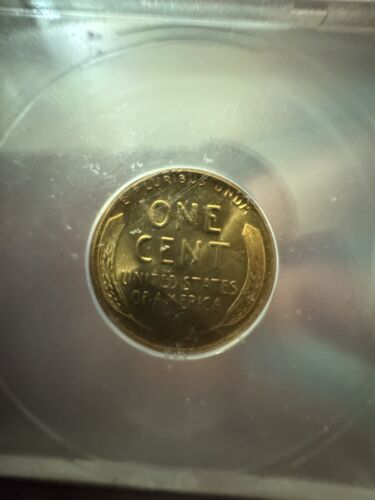 E PLURIBUS UNUM
ONE
CENT
UNITED STATES
OF AMERICA